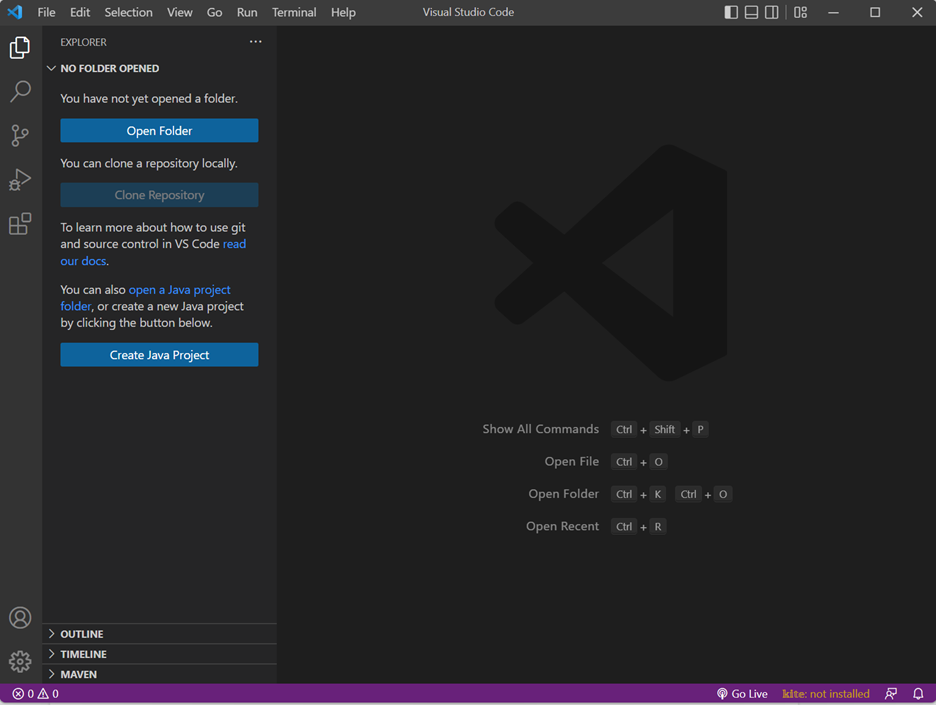 File Edit Selection View Go Run Terminal Help Visual Studio Code
EXPLORER
NO FOLDER OPENED
You have not yet opened a folder.
Open Folder
You can clone a repository locally.
Clone Repository
To learn more about how to use git
and source control in VS Code read
our docs.
You can also open a Java project
folder, or create a new Java project
by clicking the button below.
Create Java Project
Show All Commands Ctrl + Shift + P
Open File Ctrl + O
Open Folder Ctrl + K Ctrl + O
Open Recent Ctrl + R
OUTLINE
TIMELINE
MAVEN
0 0 Go Live not installed